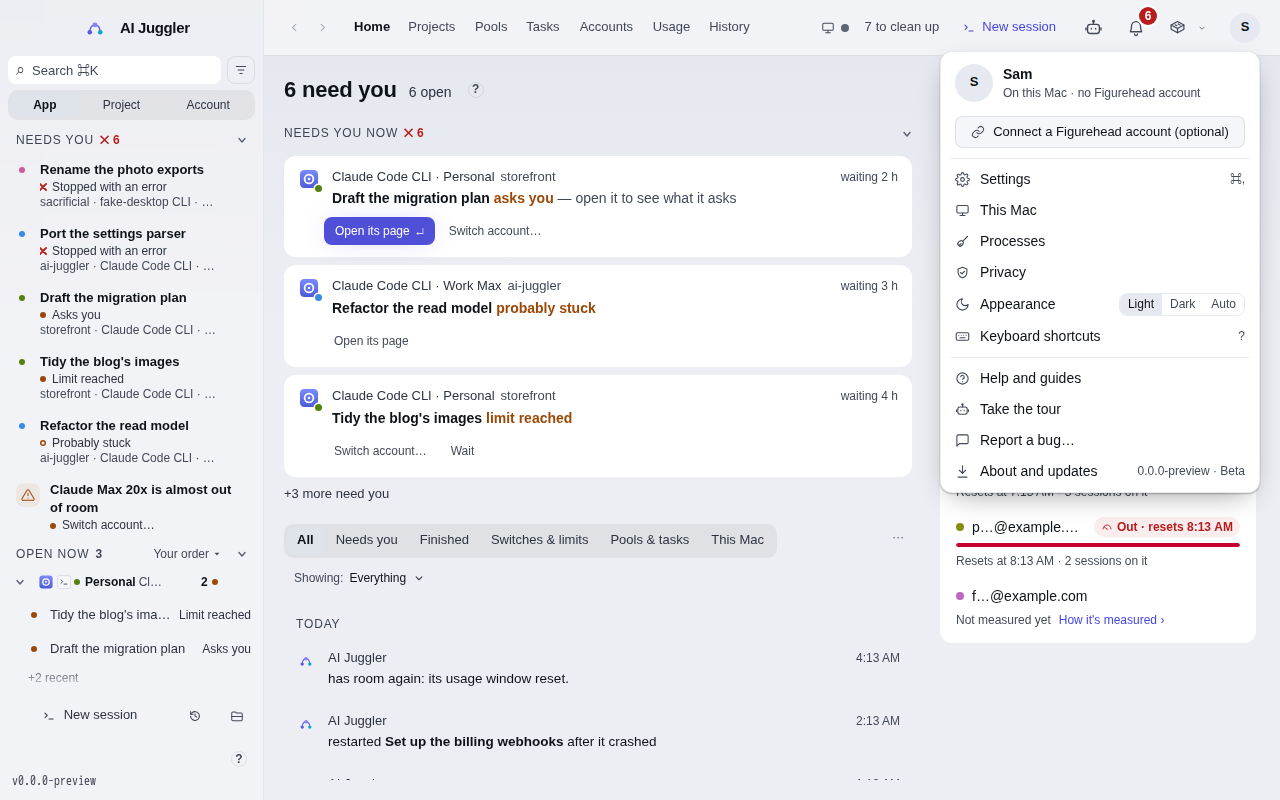 AI Juggler
Search ⌘K
App Project Account
NEEDS YOU 6
Rename the photo exports
Stopped with an error
sacrificial · fake-desktop CLI · …
Port the settings parser
Stopped with an error
ai-juggler · Claude Code CLI · …
Draft the migration plan
Asks you
storefront · Claude Code CLI · …
Tidy the blog's images
Limit reached
storefront · Claude Code CLI · …
Refactor the read model
Probably stuck
ai-juggler · Claude Code CLI · …
Claude Max 20x is almost out
of room
Switch account…
OPEN NOW 3 Your order
Personal Cl… 2
Tidy the blog's ima… Limit reached
Draft the migration plan Asks you
+2 recent
New session
?
v0.0.0-preview
Home Projects Pools Tasks Accounts Usage History
7 to clean up
New session
6
S
6 need you 6 open ?
NEEDS YOU NOW 6
Claude Code CLI · Personal storefront waiting 2 h
Draft the migration plan asks you — open it to see what it asks
Open its page Switch account…
Claude Code CLI · Work Max ai-juggler waiting 3 h
Refactor the read model probably stuck
Open its page
Claude Code CLI · Personal storefront waiting 4 h
Tidy the blog's images limit reached
Switch account… Wait
+3 more need you
All Needs you Finished Switches & limits Pools & tasks This Mac
Showing: Everything
TODAY
AI Juggler 4:13 AM
has room again: its usage window reset.
AI Juggler 2:13 AM
restarted Set up the billing webhooks after it crashed
S
Sam
On this Mac · no Figurehead account
Connect a Figurehead account (optional)
Settings ⌘,
This Mac
Processes
Privacy
Appearance Light Dark Auto
Keyboard shortcuts ?
Help and guides
Take the tour
Report a bug…
About and updates 0.0.0-preview · Beta
p…@example.… Out · resets 8:13 AM
Resets at 8:13 AM · 2 sessions on it
f…@example.com
Not measured yet How it's measured ›